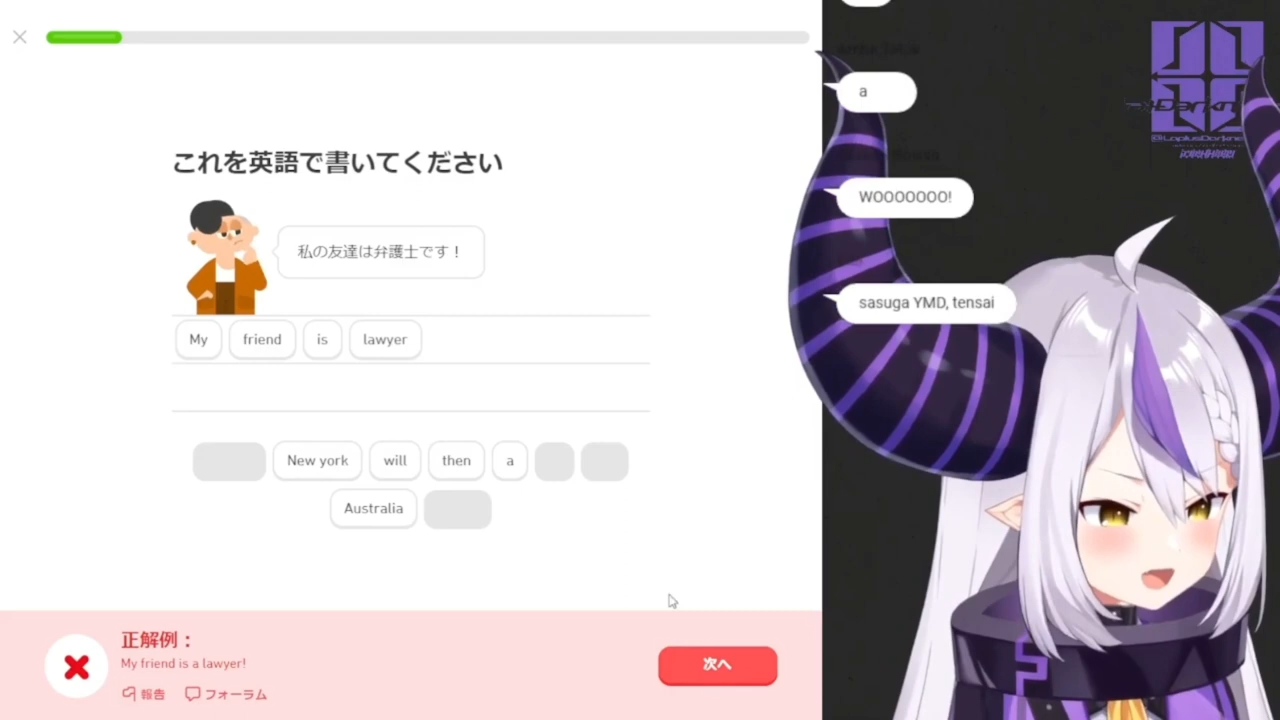 これを英語で書いてください
私の友達は弁護士です！
My friend is lawyer
New york will then a
Australia
正解例：
My friend is a lawyer!
報告 フォーラム
次へ
a
WOOOOOOO!
sasuga YMD, tensai
@LaplusDarknesss